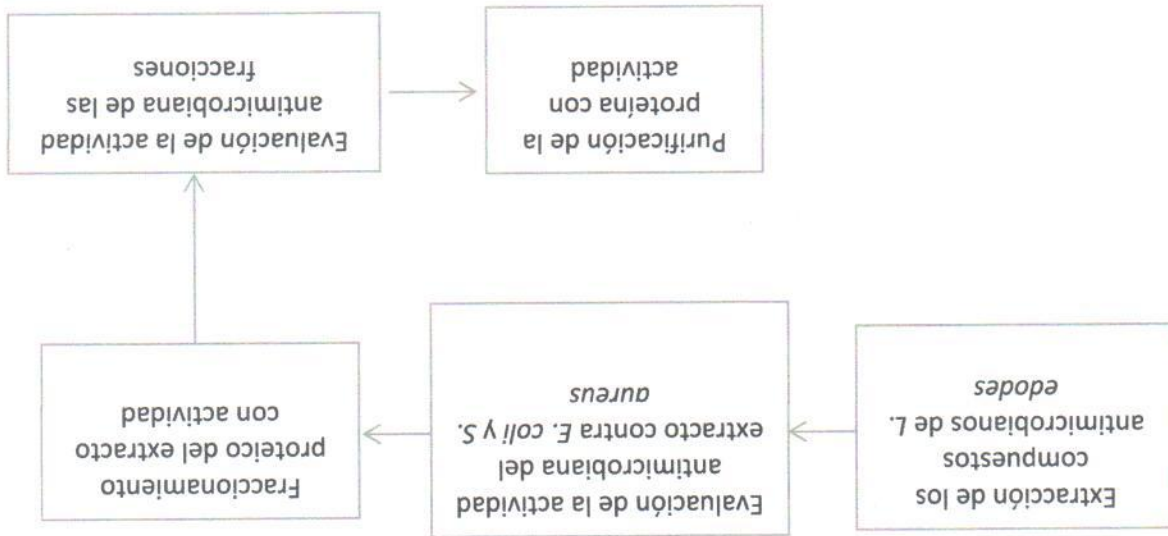 Extracción de los
compuestos
antimicrobianos de L.
edodes
Evaluación de la actividad
antimicrobiana del
extracto contra E. coli y S.
aureus
Fraccionamiento
proteico del extracto
con actividad
Evaluación de la actividad
antimicrobiana de las
fracciones
Purificación de la
proteína con
actividad